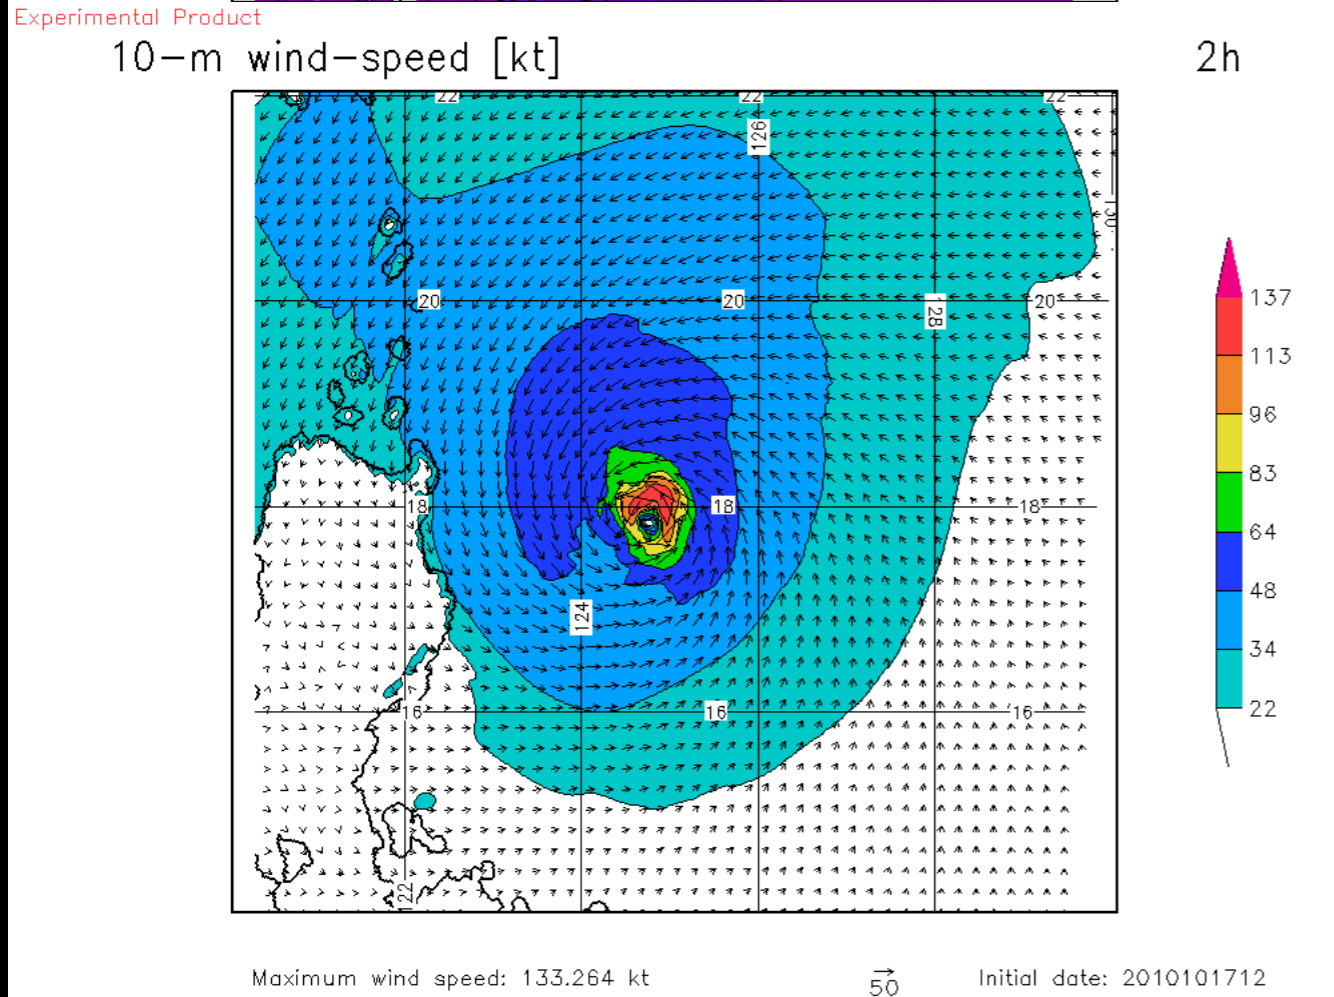 Experimental Product
10-m wind-speed [kt]
2h
22 22 22
126
130
20 20 128 20
137
113
96
83
64
48
34
22
18 18 18
124
16 16 16
122
Maximum wind speed: 133.264 kt
50
Initial date: 2010101712